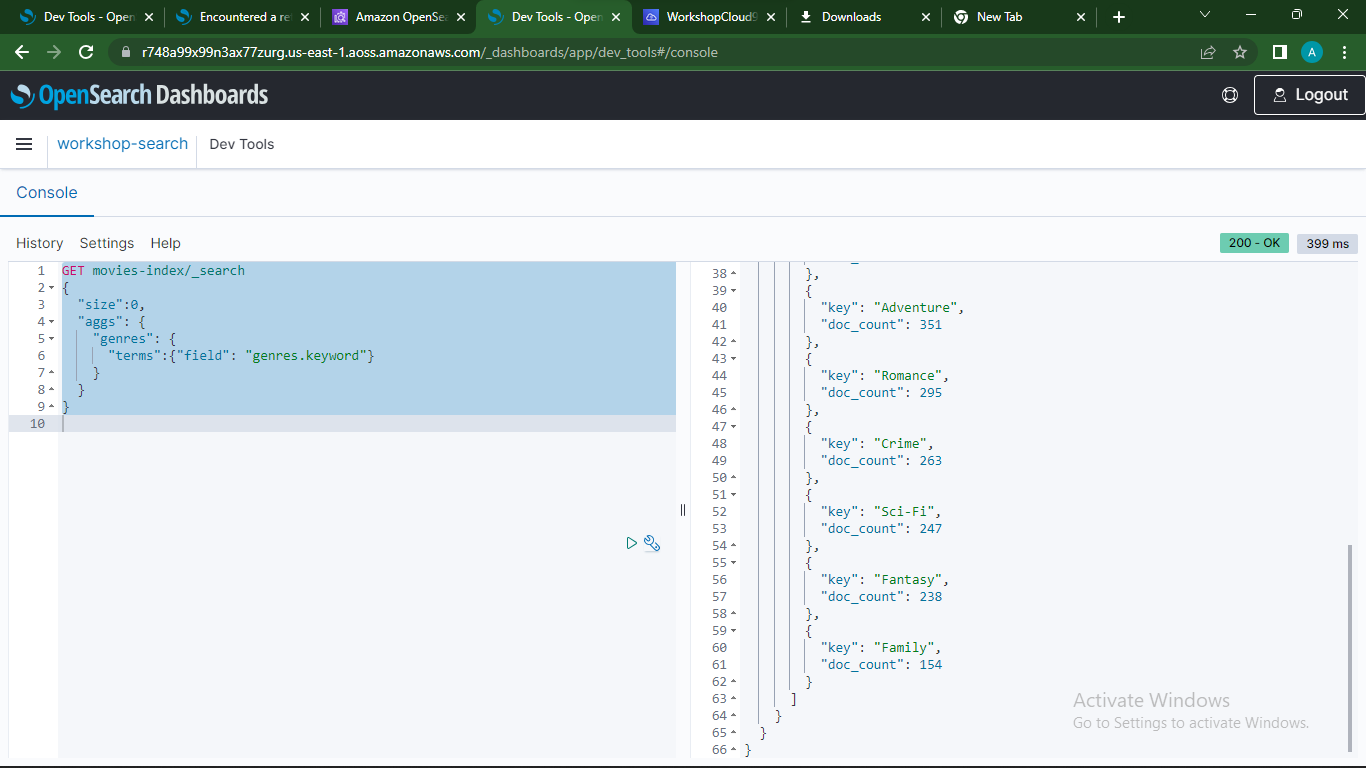 Dev Tools - Open
Encountered a re
Amazon OpenSe
Dev Tools - Open
WorkshopCloud9
Downloads
New Tab
r748a99x99n3ax77zurg.us-east-1.aoss.amazonaws.com/_dashboards/app/dev_tools#/console
A
OpenSearch Dashboards
Logout
workshop-search
Dev Tools
Console
History Settings Help
200 - OK
399 ms
1 GET movies-index/_search
2 {
3 "size":0,
4 "aggs": {
5 "genres": {
6 "terms":{"field": "genres.keyword"}
7 }
8 }
9 }
10
38 },
39 {
40 "key": "Adventure",
41 "doc_count": 351
42 },
43 {
44 "key": "Romance",
45 "doc_count": 295
46 },
47 {
48 "key": "Crime",
49 "doc_count": 263
50 },
51 {
52 "key": "Sci-Fi",
53 "doc_count": 247
54 },
55 {
56 "key": "Fantasy",
57 "doc_count": 238
58 },
59 {
60 "key": "Family",
61 "doc_count": 154
62 }
63 ]
64 }
65 }
66 }
Activate Windows
Go to Settings to activate Windows.